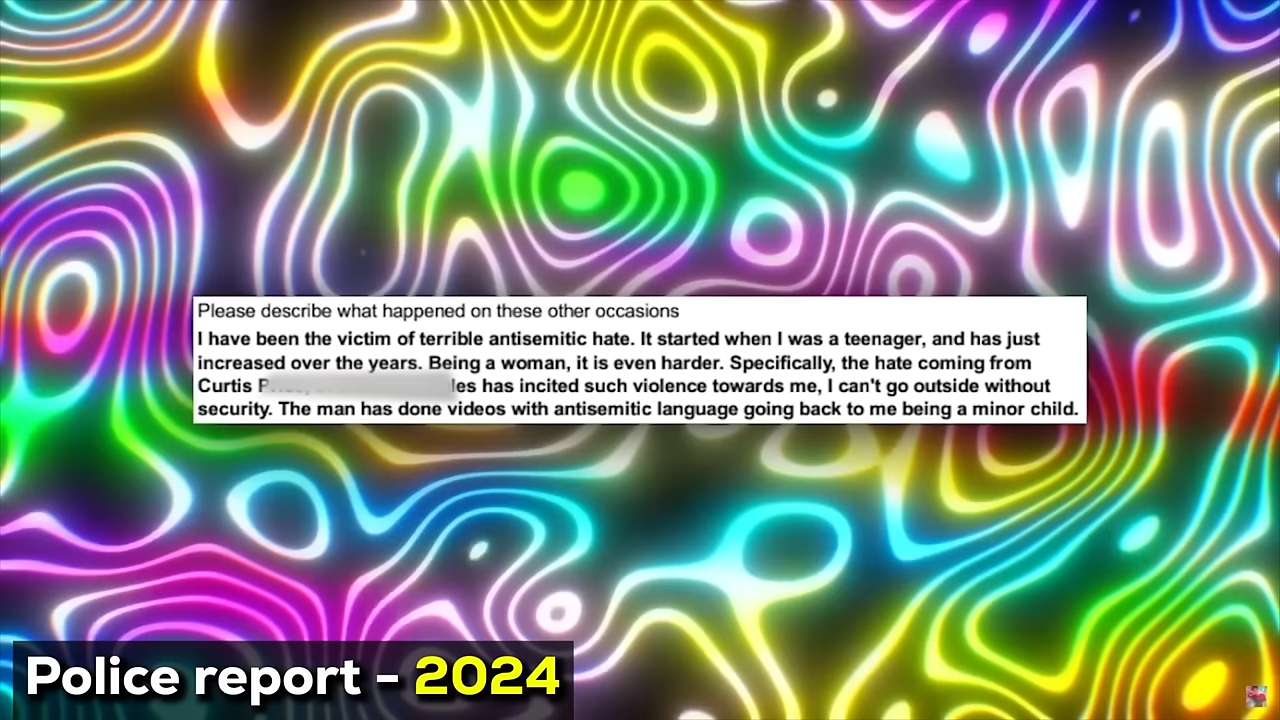 Please describe what happened on these other occasions
I have been the victim of terrible antisemitic hate. It started when I was a teenager, and has just
increased over the years. Being a woman, it is even harder. Specifically, the hate coming from
Curtis has incited such violence towards me, I can't go outside without
security. The man has done videos with antisemitic language going back to me being a minor child.
Police report - 2024